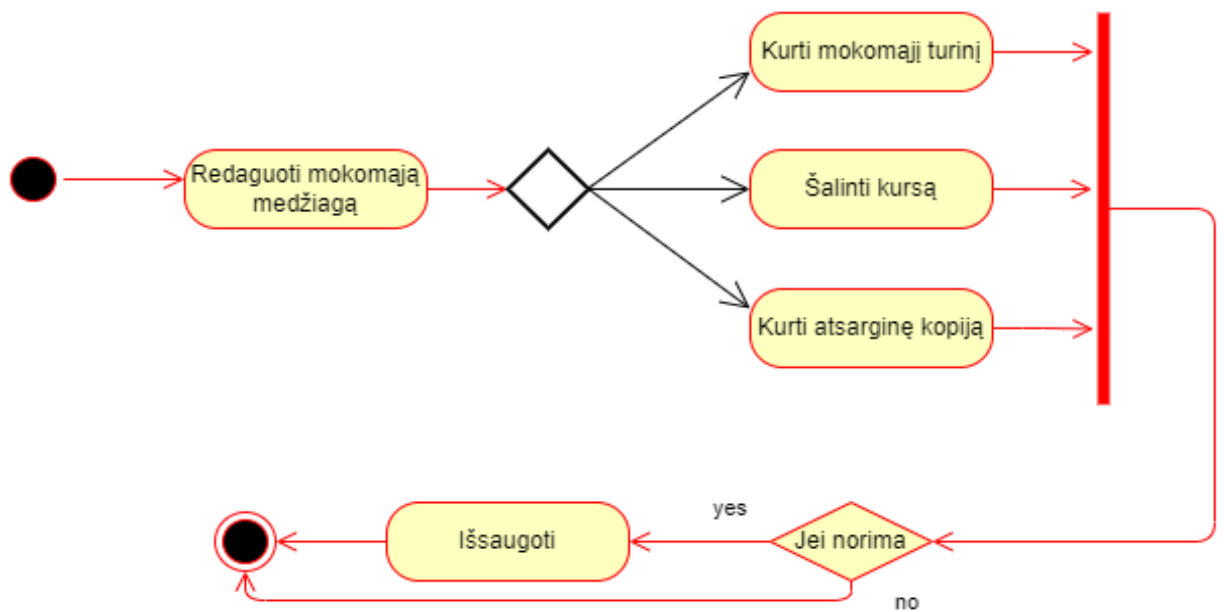 Kurti mokomąjį turinį
Redaguoti mokomąją
medžiagą
Šalinti kursą
Kurti atsarginę kopiją
yes
Išsaugoti
Jei norima
no